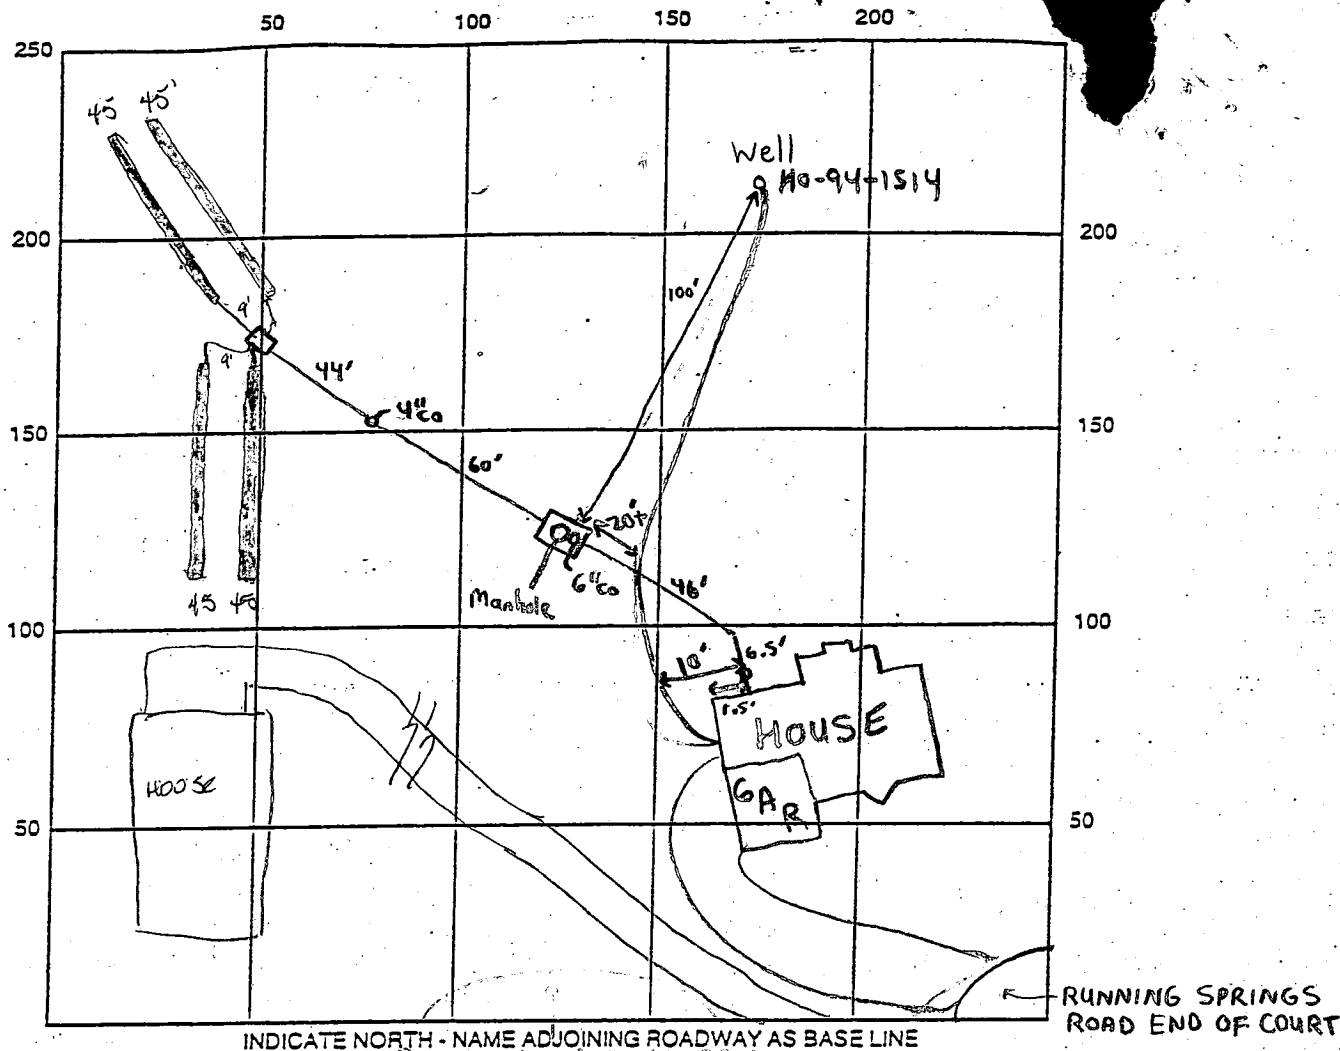 50 100 150 200
250
45' 45'
Well
HO-94-1514
200 200
100'
9'
9'
44'
4"co
150 150
60'
20'+
6"co
Manhole
46'
45 45
100 100
10' 6.5'
1.5'
HOUSE
HOUSE
GAR
50 50
RUNNING SPRINGS
ROAD END OF COURT
INDICATE NORTH - NAME ADJOINING ROADWAY AS BASE LINE